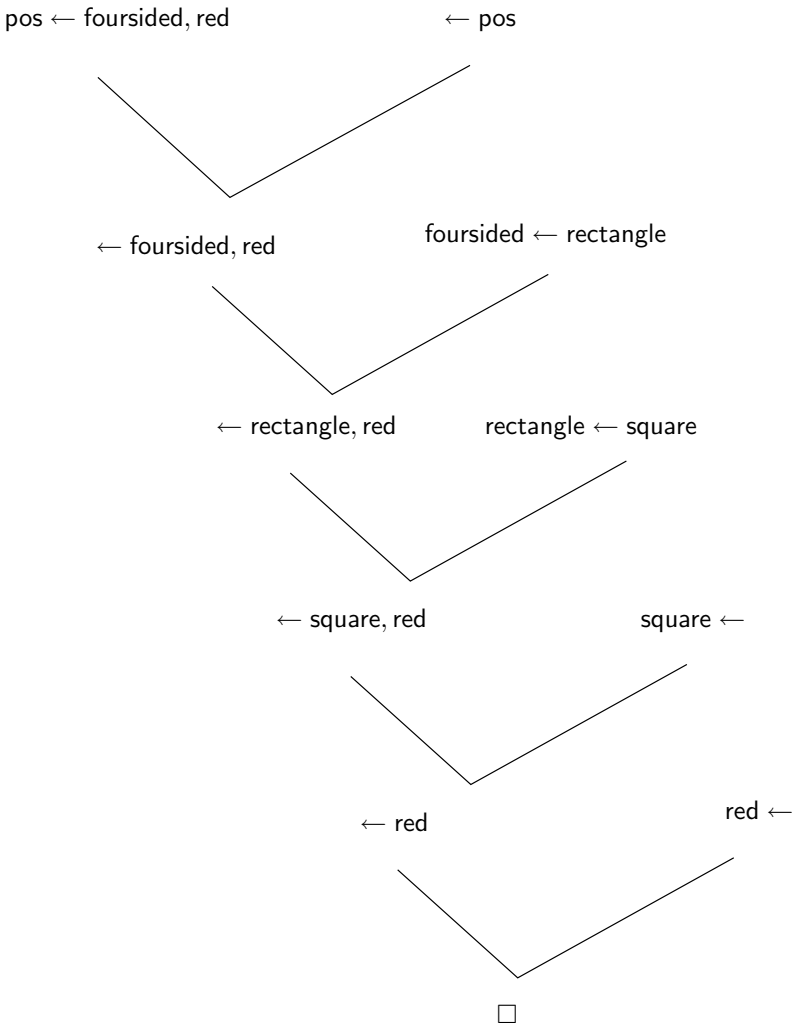 pos ← foursided, red
← pos
← foursided, red
foursided ← rectangle
← rectangle, red
rectangle ← square
← square, red
square ←
← red
red ←
□